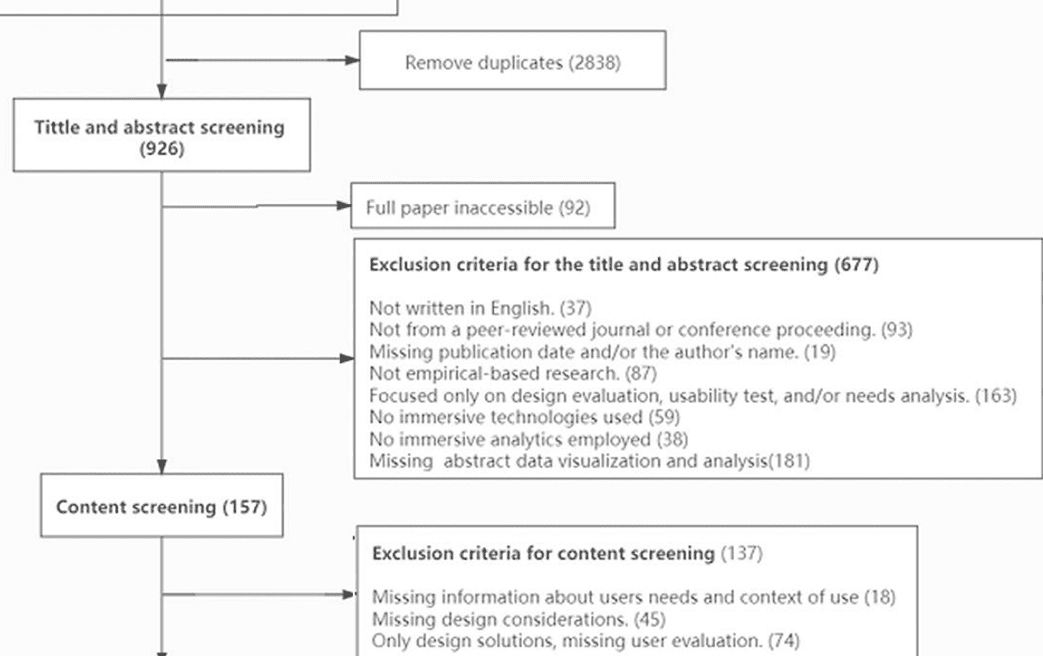 Remove duplicates (2838)
Tittle and abstract screening
(926)
Full paper inaccessible (92)
Exclusion criteria for the title and abstract screening (677)
Not written in English. (37)
Not from a peer-reviewed journal or conference proceeding. (93)
Missing publication date and/or the author's name. (19)
Not empirical-based research. (87)
Focused only on design evaluation, usability test, and/or needs analysis. (163)
No immersive technologies used (59)
No immersive analytics employed (38)
Missing abstract data visualization and analysis(181)
Content screening (157)
Exclusion criteria for content screening (137)
Missing information about users needs and context of use (18)
Missing design considerations. (45)
Only design solutions, missing user evaluation. (74)